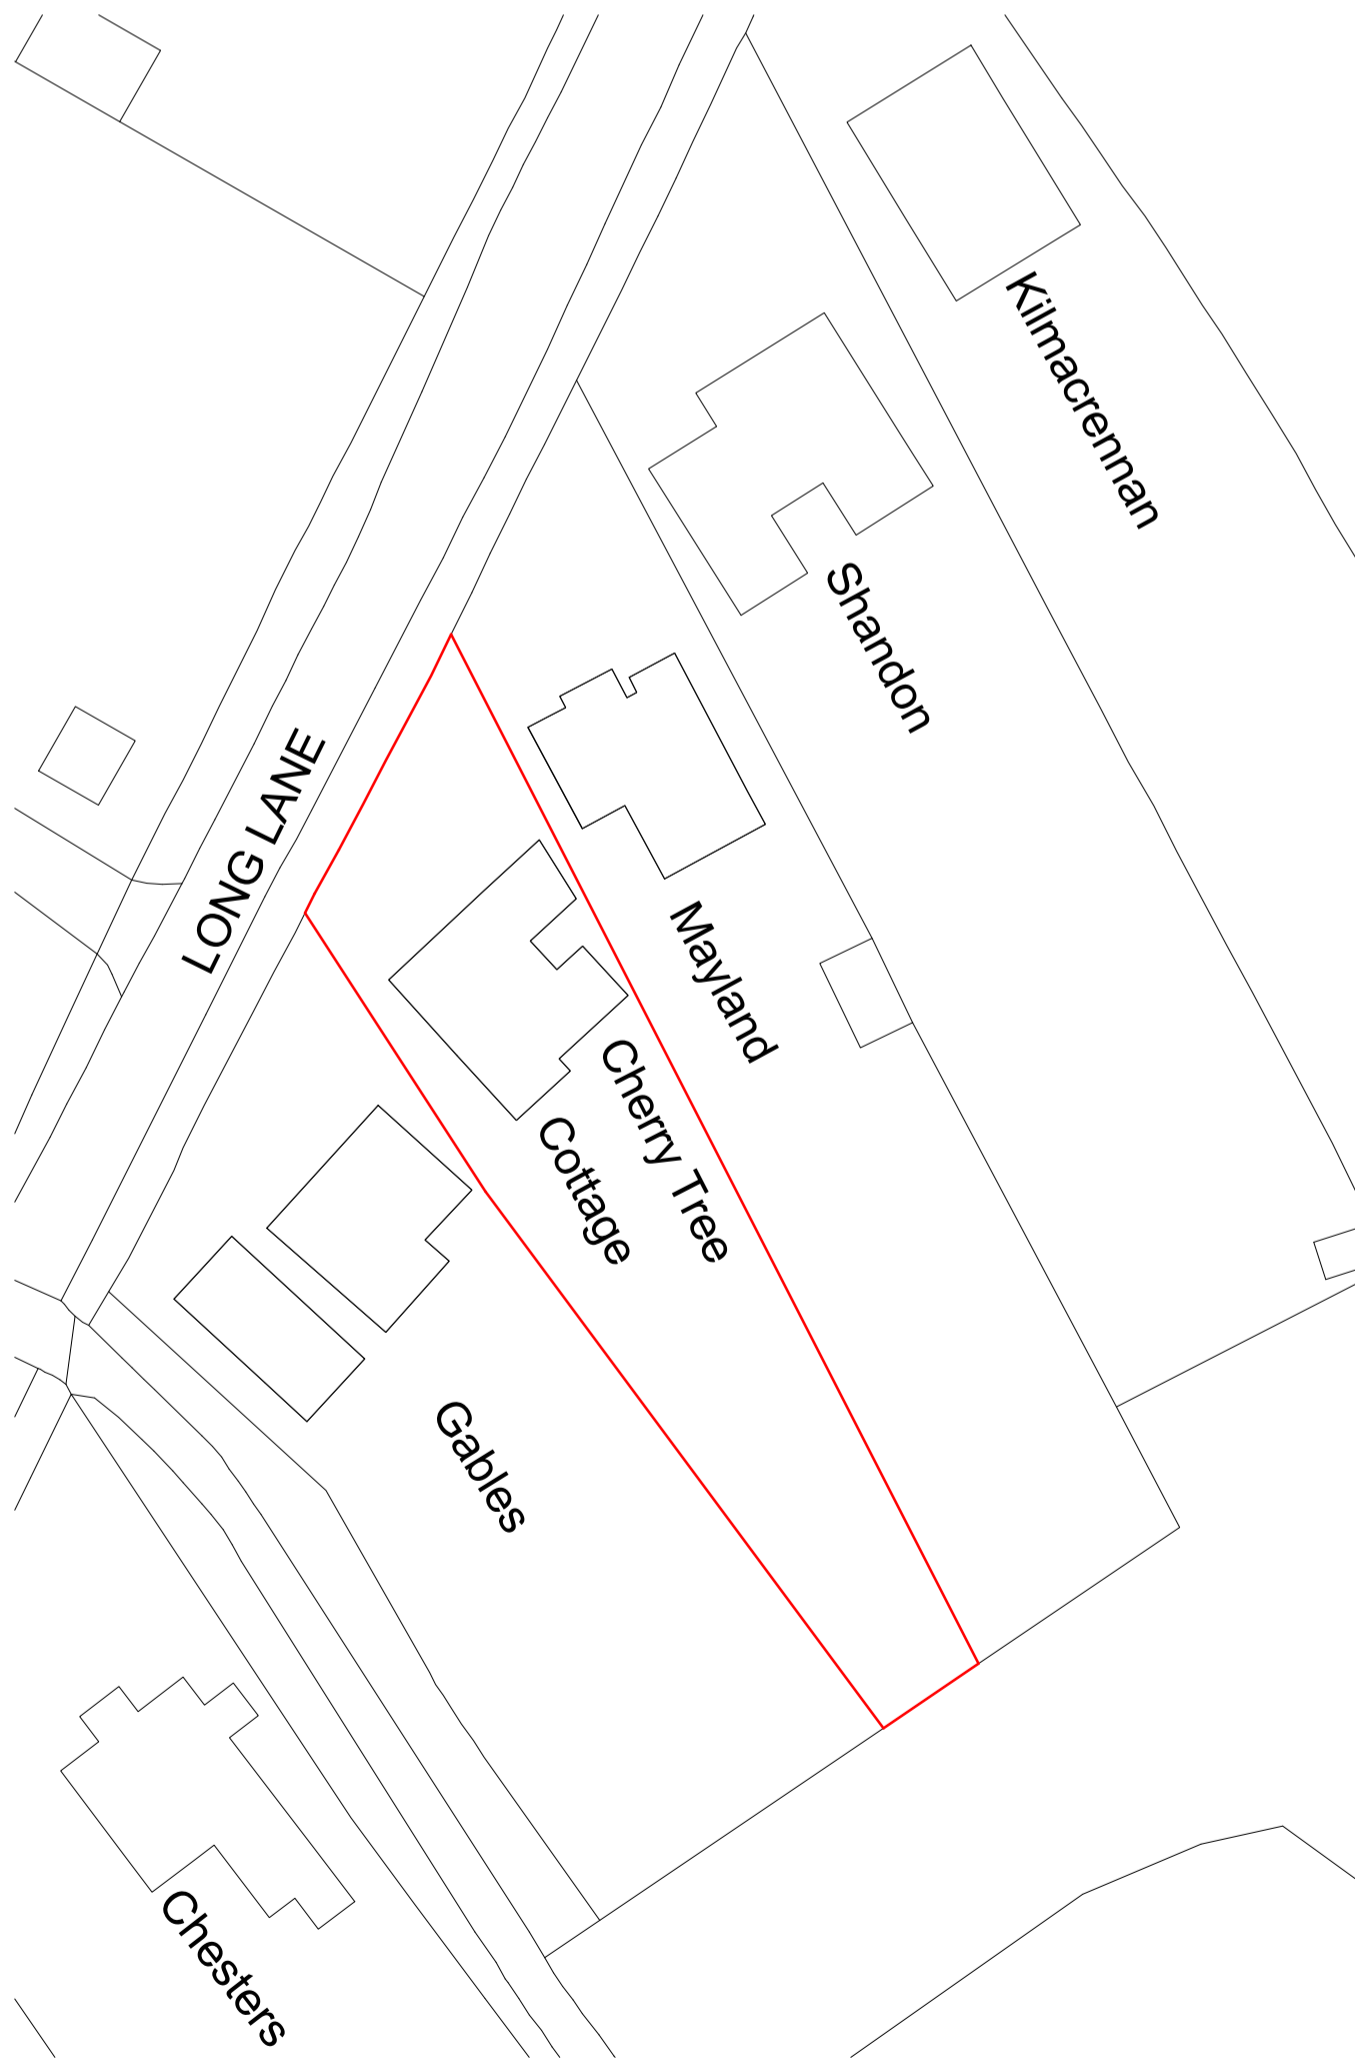 Kilmacrennan
Shandon
LONG LANE
Mayland
Cherry Tree
Cottage
Gables
Chesters